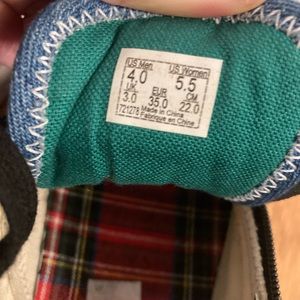 US Men US Women
4.0 5.5
UK EUR CM
3.0 35.0 22.0
721278 Made in China
Fabriqué en Chine